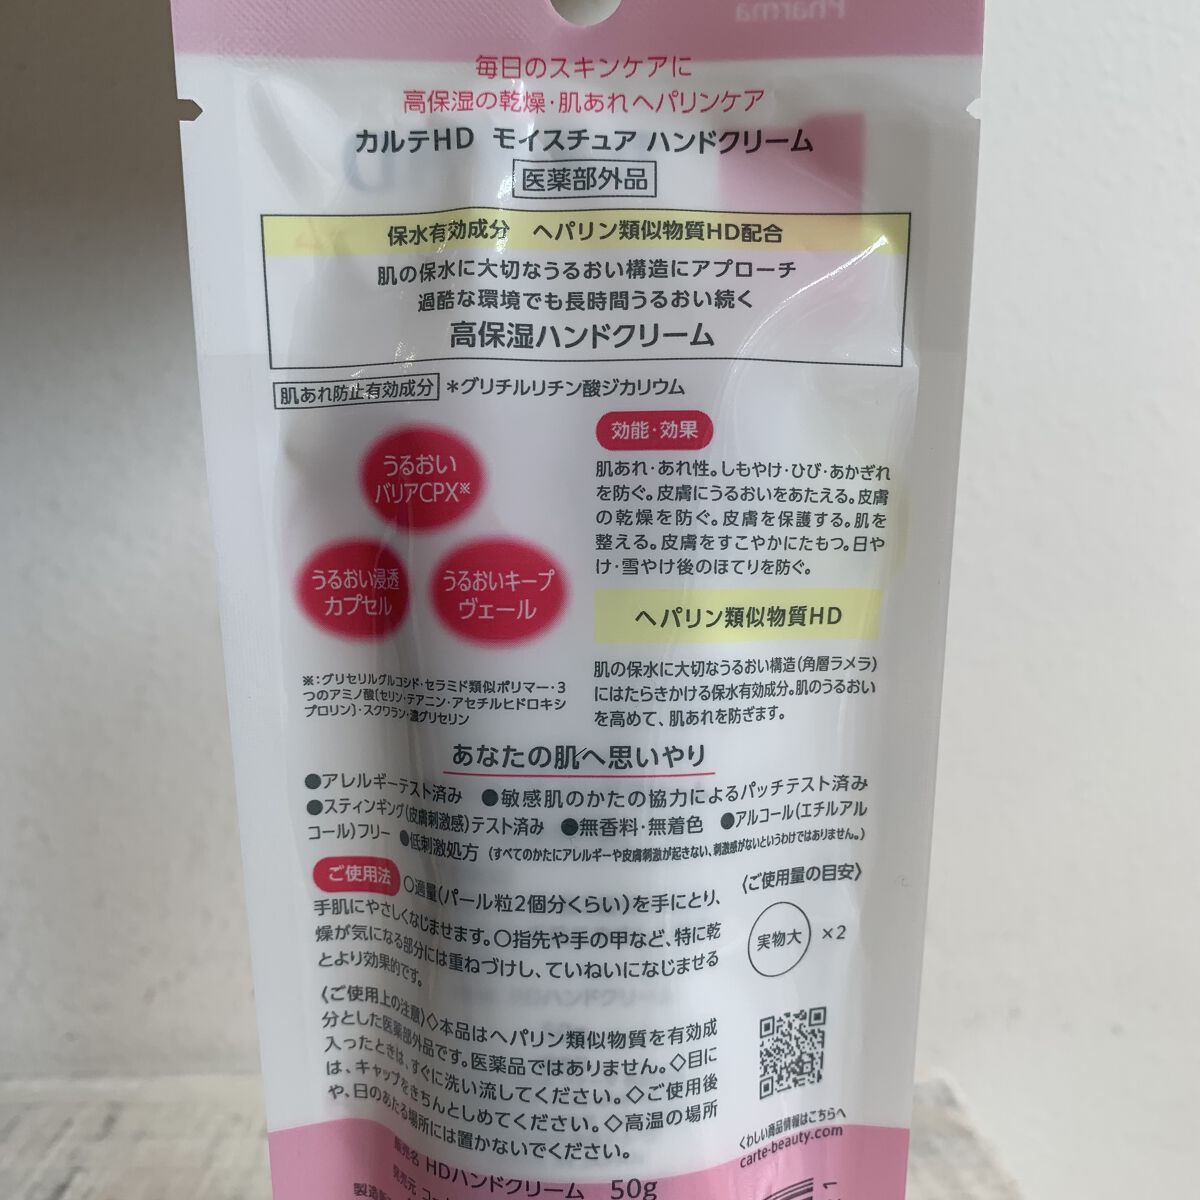 Pharma
毎日のスキンケアに
高保湿の乾燥・肌あれヘパリンケア
カルテHD モイスチュア ハンドクリーム
医薬部外品
保水有効成分 ヘパリン類似物質HD配合
肌の保水に大切なうるおい構造にアプローチ
過酷な環境でも長時間うるおい続く
高保湿ハンドクリーム
肌あれ防止有効成分 *グリチルリチン酸ジカリウム
うるおい
バリアCPX※
うるおい浸透
カプセル
うるおいキープ
ヴェール
※:グリセリルグルコシド・セラミド類似ポリマー・3
つのアミノ酸〔セリン・テアニン・アセチルヒドロキシ
プロリン〕・スクワラン・濃グリセリン
効能・効果
肌あれ・あれ性。しもやけ・ひび・あかぎれ
を防ぐ。皮膚にうるおいをあたえる。皮膚
の乾燥を防ぐ。皮膚を保護する。肌を
整える。皮膚をすこやかにたもつ。日や
け・雪やけ後のほてりを防ぐ。
ヘパリン類似物質HD
肌の保水に大切なうるおい構造(角層ラメラ)
にはたらきかける保水有効成分。肌のうるおい
を高めて、肌あれを防ぎます。
あなたの肌へ思いやり
●アレルギーテスト済み ●敏感肌のかたの協力によるパッチテスト済み
●スティンギング(皮膚刺激感)テスト済み ●無香料・無着色 ●アルコール(エチルアル
コール)フリー ●低刺激処方 (すべてのかたにアレルギーや皮膚刺激が起きない、刺激感がないというわけではありません。)
ご使用法 ○適量(パール粒2個分くらい)を手にとり、
手肌にやさしくなじませます。○指先や手の甲など、特に乾
燥が気になる部分には重ねづけし、ていねいになじませる
とより効果的です。
〈ご使用量の目安〉
実物大 ×2
〈ご使用上の注意〉◇本品はヘパリン類似物質を有効成
分とした医薬部外品です。医薬品ではありません。◇目に
入ったときは、すぐに洗い流してください。◇ご使用後
は、キャップをきちんとしめてください。◇高温の場所
や、日のあたる場所には置かないでください。
くわしい商品情報はこちらへ
carte-beauty.com
販売名 HDハンドクリーム 50g
発売元